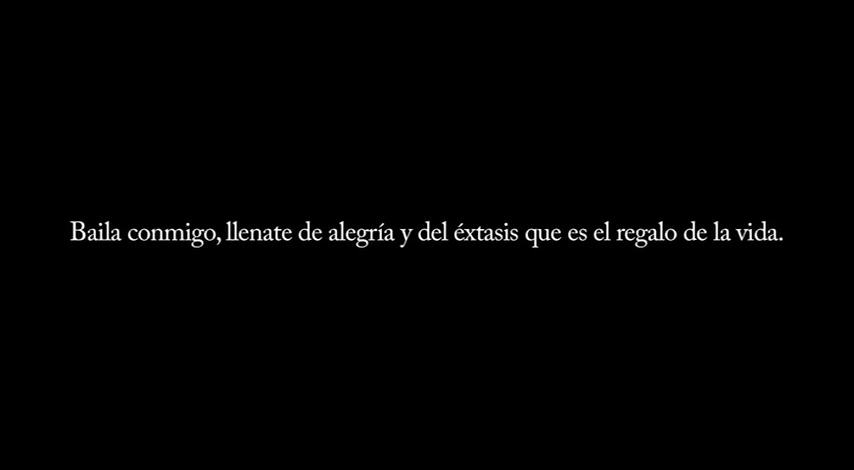 Baila conmigo, llenate de alegría y del éxtasis que es el regalo de la vida.